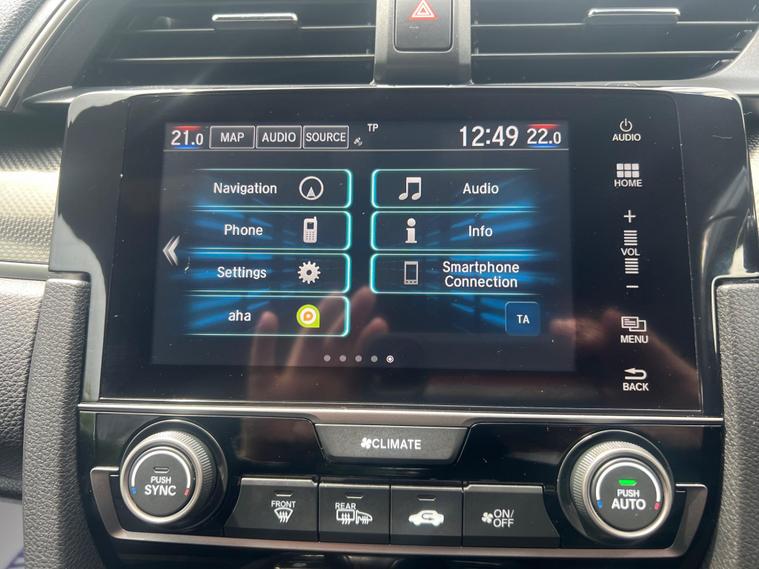 21.0 MAP AUDIO SOURCE TP 12:49 22.0
Navigation
Audio
Phone
Info
Settings
Smartphone
Connection
aha
TA
AUDIO
HOME
+
VOL
−
MENU
BACK
CLIMATE
PUSH
SYNC
FRONT
REAR
ON/
OFF
PUSH
AUTO